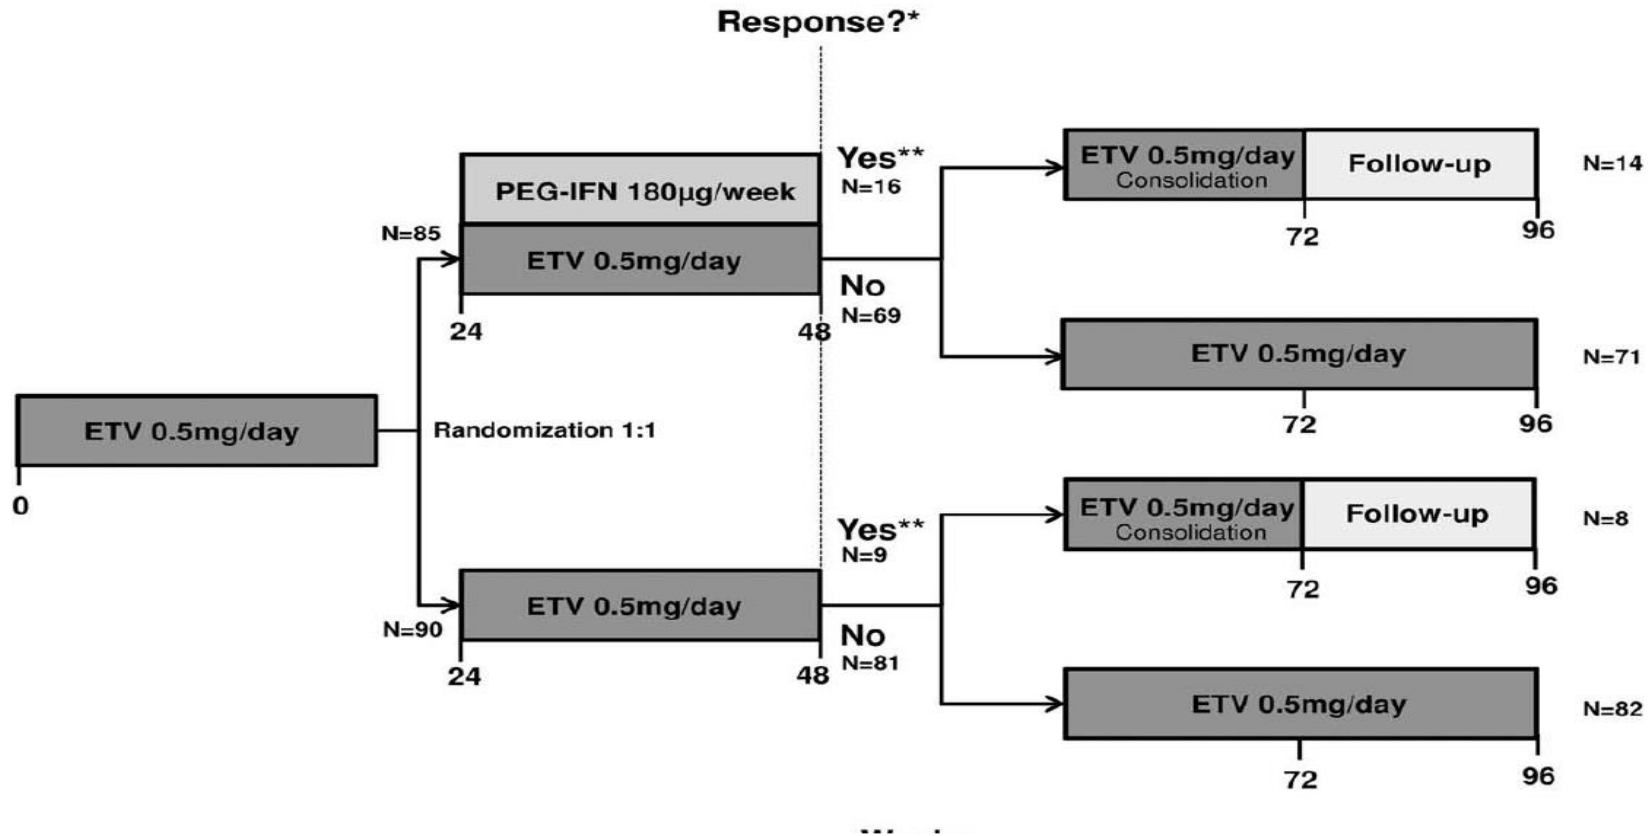 Response?*
Yes**
N=16
PEG-IFN 180µg/week
N=85
ETV 0.5mg/day
No
N=69
24
48
ETV 0.5mg/day
Consolidation
Follow-up
N=14
72
96
ETV 0.5mg/day
N=71
72
96
ETV 0.5mg/day
Randomization 1:1
0
Yes**
N=9
ETV 0.5mg/day
N=90
No
N=81
24
48
ETV 0.5mg/day
Consolidation
Follow-up
N=8
72
96
ETV 0.5mg/day
N=82
72
96